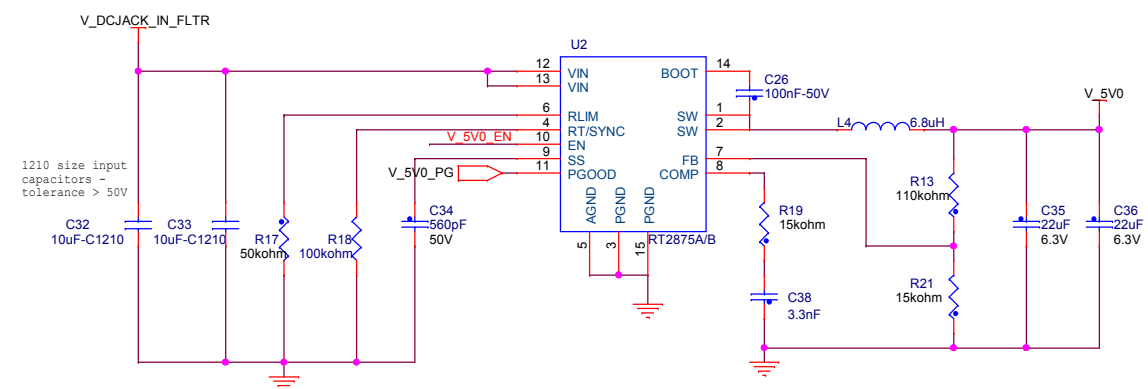 V_DCJACK_IN_FLTR
U2
12 VIN BOOT 14
13 VIN
C26
100nF-50V
6 RLIM SW 1
4 RT/SYNC SW 2
V_5V0_EN 10 EN
9 SS FB 7
V_5V0_PG 11 PGOOD COMP 8
AGND PGND PGND
5 3 15
RT2875A/B
L4 6.8uH
V_5V0
1210 size input
capacitors -
tolerance > 50V
C32
10uF-C1210
C33
10uF-C1210
R17
50kohm
R18
100kohm
C34
560pF
50V
R19
15kohm
C38
3.3nF
R13
110kohm
R21
15kohm
C35
22uF
6.3V
C36
22uF
6.3V